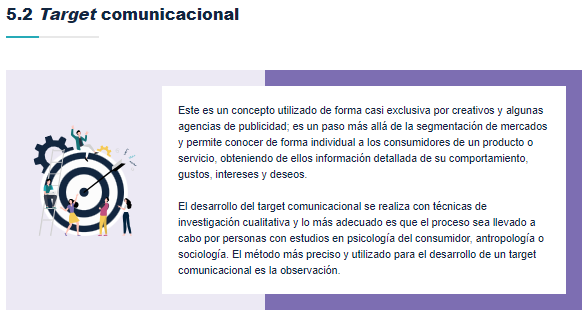 5.2 Target comunicacional
Este es un concepto utilizado de forma casi exclusiva por creativos y algunas
agencias de publicidad; es un paso más allá de la segmentación de mercados
y permite conocer de forma individual a los consumidores de un producto o
servicio, obteniendo de ellos información detallada de su comportamiento,
gustos, intereses y deseos.
El desarrollo del target comunicacional se realiza con técnicas de
investigación cualitativa y lo más adecuado es que el proceso sea llevado a
cabo por personas con estudios en psicología del consumidor, antropología o
sociología. El método más preciso y utilizado para el desarrollo de un target
comunicacional es la observación.